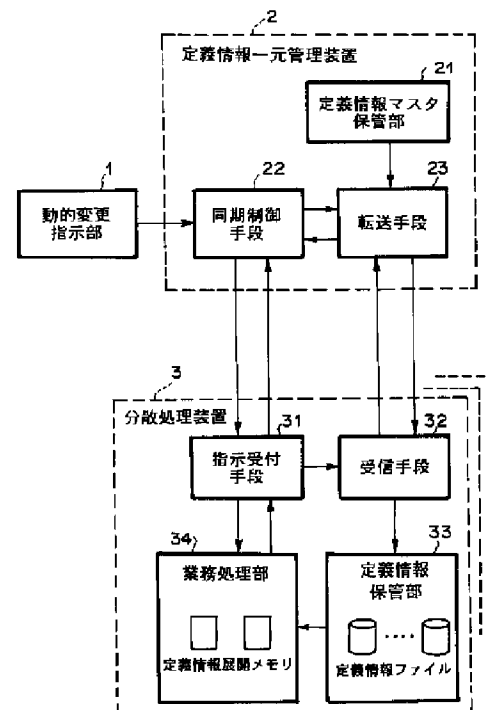 2
定義情報一元管理装置
21
定義情報マスタ
保管部
1
動的変更
指示部
22
同期制御
手段
23
転送手段
3
分散処理装置
31
指示受付
手段
32
受信手段
34
業務処理部
定義情報展開メモリ
33
定義情報
保管部
‥‥
定義情報ファイル